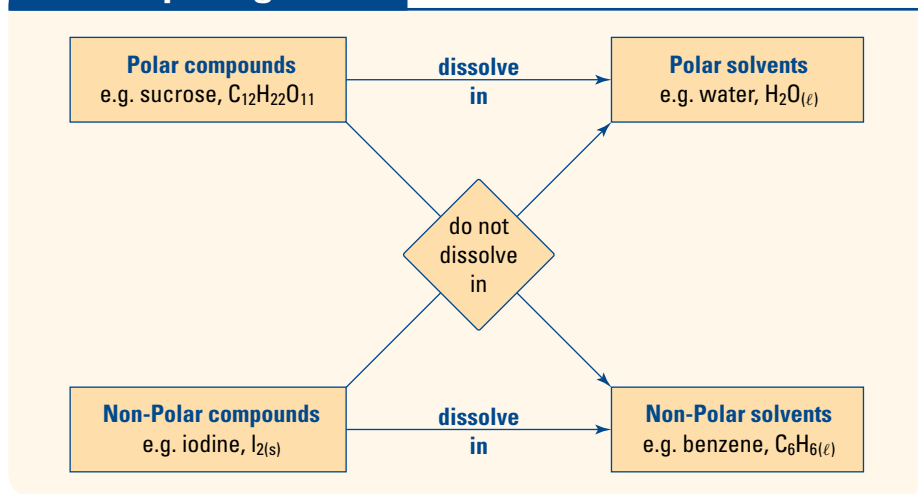 Polar compounds
e.g. sucrose, C₁₂H₂₂O₁₁
dissolve
in
Polar solvents
e.g. water, H₂O₍ℓ₎
do not
dissolve
in
Non-Polar compounds
e.g. iodine, I₂₍ₛ₎
dissolve
in
Non-Polar solvents
e.g. benzene, C₆H₆₍ℓ₎